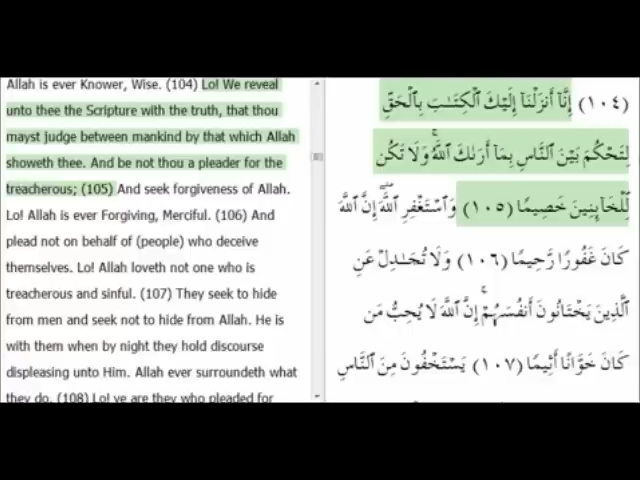 Allah is ever Knower, Wise. (104) Lo! We reveal
unto thee the Scripture with the truth, that thou
mayst judge between mankind by that which Allah
showeth thee. And be not thou a pleader for the
treacherous; (105) And seek forgiveness of Allah.
Lo! Allah is ever Forgiving, Merciful. (106) And
plead not on behalf of (people) who deceive
themselves. Lo! Allah loveth not one who is
treacherous and sinful. (107) They seek to hide
from men and seek not to hide from Allah. He is
with them when by night they hold discourse
displeasing unto Him. Allah ever surroundeth what
they do. (108) Lo! ye are they who pleaded for
(١٠٤) إِنَّآ أَنزَلْنَآ إِلَيْكَ ٱلْكِتَـٰبَ بِٱلْحَقِّ
لِتَحْكُمَ بَيْنَ ٱلنَّاسِ بِمَآ أَرَىٰكَ ٱللَّهُ ۚ وَلَا تَكُن
لِّلْخَآئِنِينَ خَصِيمًا (١٠٥) وَٱسْتَغْفِرِ ٱللَّهَ ۖ إِنَّ ٱللَّهَ
كَانَ غَفُورًا رَّحِيمًا (١٠٦) وَلَا تُجَـٰدِلْ عَنِ
ٱلَّذِينَ يَخْتَانُونَ أَنفُسَهُمْ ۚ إِنَّ ٱللَّهَ لَا يُحِبُّ مَن
كَانَ خَوَّانًا أَثِيمًا (١٠٧) يَسْتَخْفُونَ مِنَ ٱلنَّاسِ